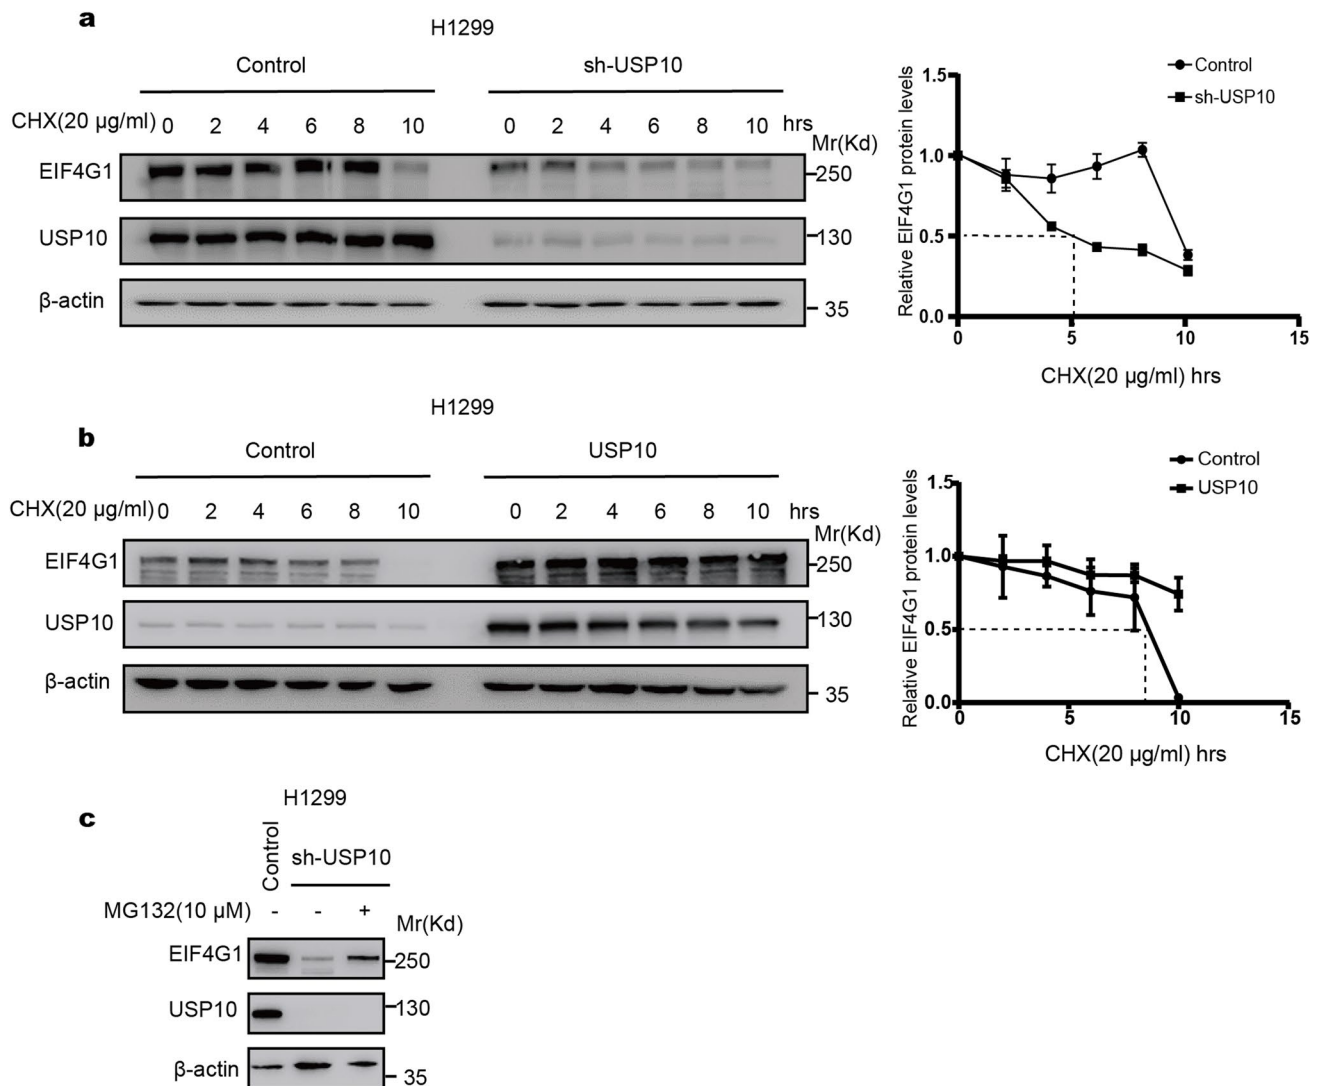 a
H1299
Control sh-USP10
CHX(20 µg/ml) 0 2 4 6 8 10 0 2 4 6 8 10 hrs
Mr(Kd)
EIF4G1 250
USP10 130
β-actin 35
Relative EIF4G1 protein levels
Control
sh-USP10
1.5
1.0
0.5
0.0
0 5 10 15
CHX(20 µg/ml) hrs
b
H1299
Control USP10
CHX(20 µg/ml) 0 2 4 6 8 10 0 2 4 6 8 10 hrs
Mr(Kd)
EIF4G1 250
USP10 130
β-actin 35
Relative EIF4G1 protein levels
Control
USP10
1.5
1.0
0.5
0.0
0 5 10 15
CHX(20 µg/ml) hrs
c
H1299
Control
sh-USP10
MG132(10 µM) - - +
Mr(Kd)
EIF4G1 250
USP10 130
β-actin 35